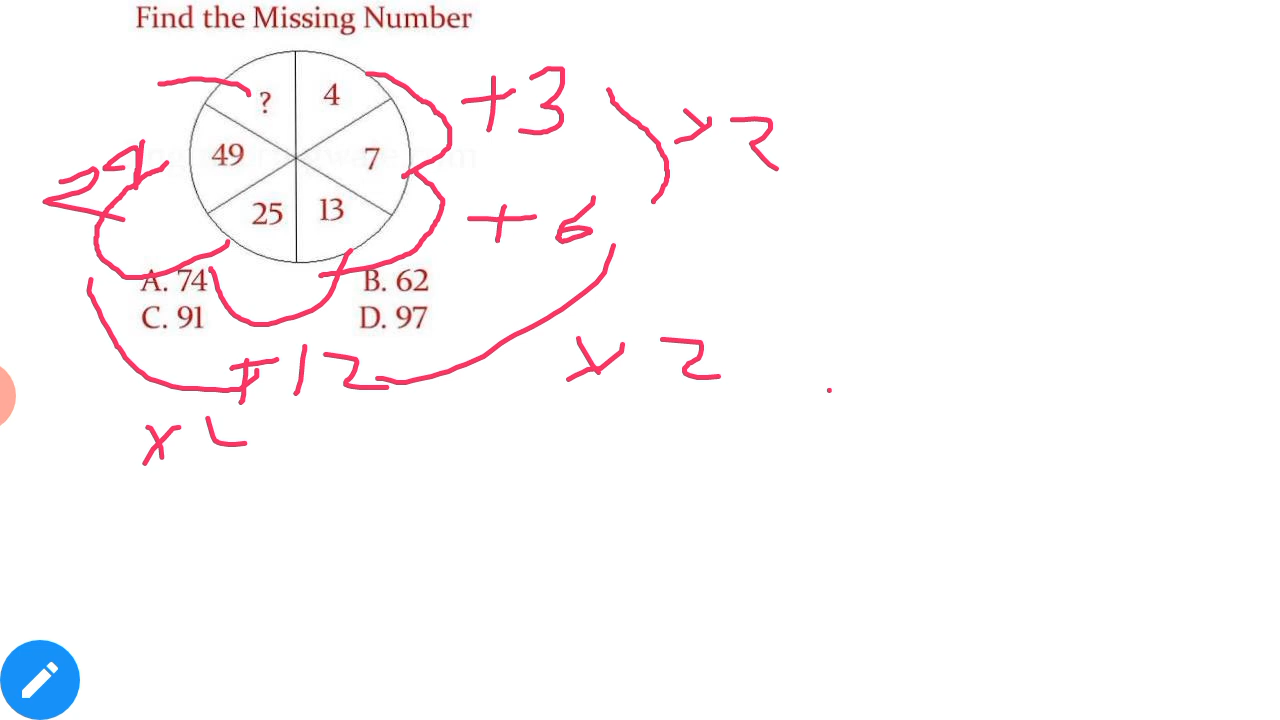 Find the Missing Number
? 4 +3
× 2
49 7
24
25 13 + 6
A. 74 B. 62
C. 91 D. 97
+12 × 2
×